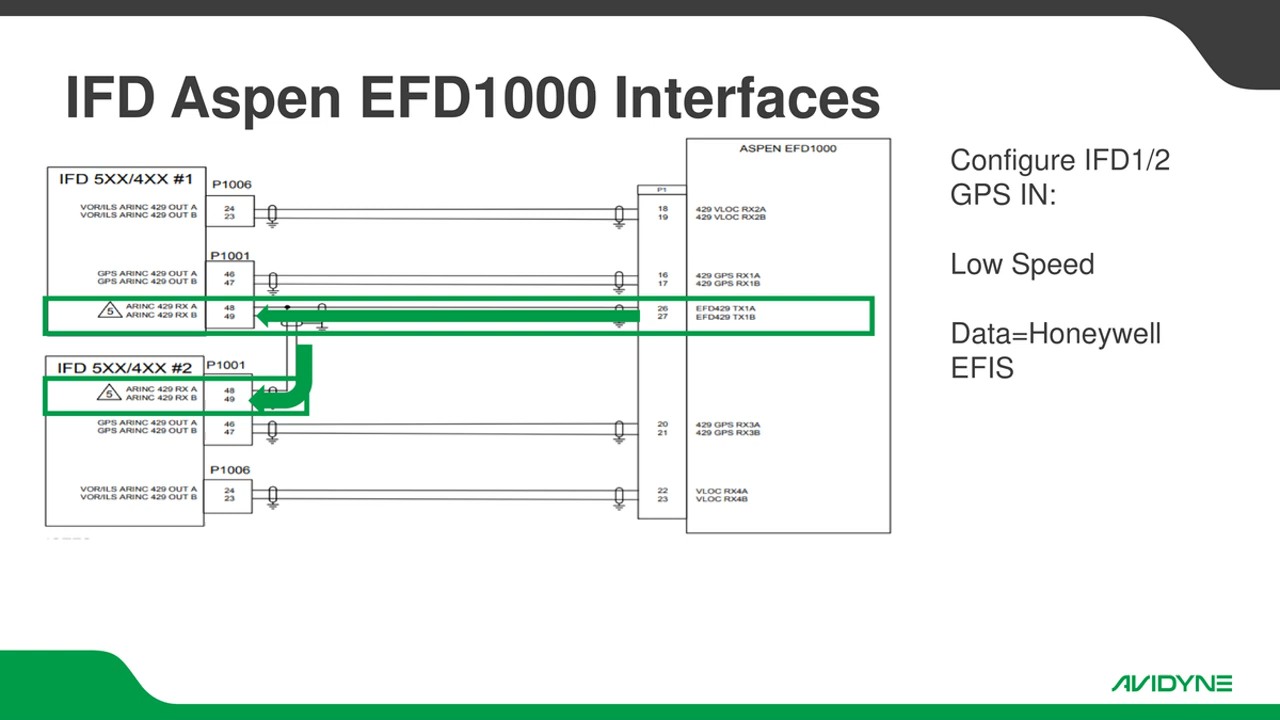 IFD Aspen EFD1000 Interfaces
ASPEN EFD1000
IFD 5XX/4XX #1
P1006
P1
VOR/ILS ARINC 429 OUT A 24
VOR/ILS ARINC 429 OUT B 23
18 429 VLOC RX2A
19 429 VLOC RX2B
P1001
GPS ARINC 429 OUT A 46
GPS ARINC 429 OUT B 47
16 429 GPS RX1A
17 429 GPS RX1B
5
ARINC 429 RX A 48
ARINC 429 RX B 49
26 EFD429 TX1A
27 EFD429 TX1B
IFD 5XX/4XX #2
P1001
5
ARINC 429 RX A 48
ARINC 429 RX B 49
GPS ARINC 429 OUT A 46
GPS ARINC 429 OUT B 47
20 429 GPS RX3A
21 429 GPS RX3B
P1006
VOR/ILS ARINC 429 OUT A 24
VOR/ILS ARINC 429 OUT B 23
22 VLOC RX4A
23 VLOC RX4B
Configure IFD1/2
GPS IN:
Low Speed
Data=Honeywell
EFIS
AVIDYNE